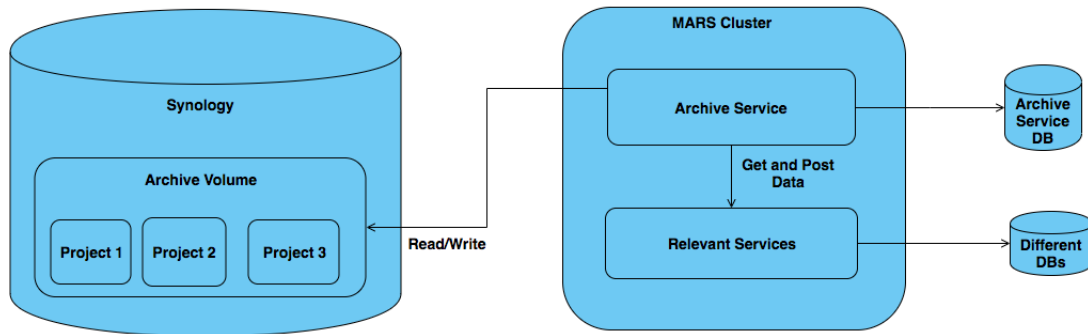 MARS Cluster
Synology
Archive Service
Archive
Service
DB
Get and Post
Data
Archive Volume
Project 1
Project 2
Project 3
Read/Write
Relevant Services
Different
DBs